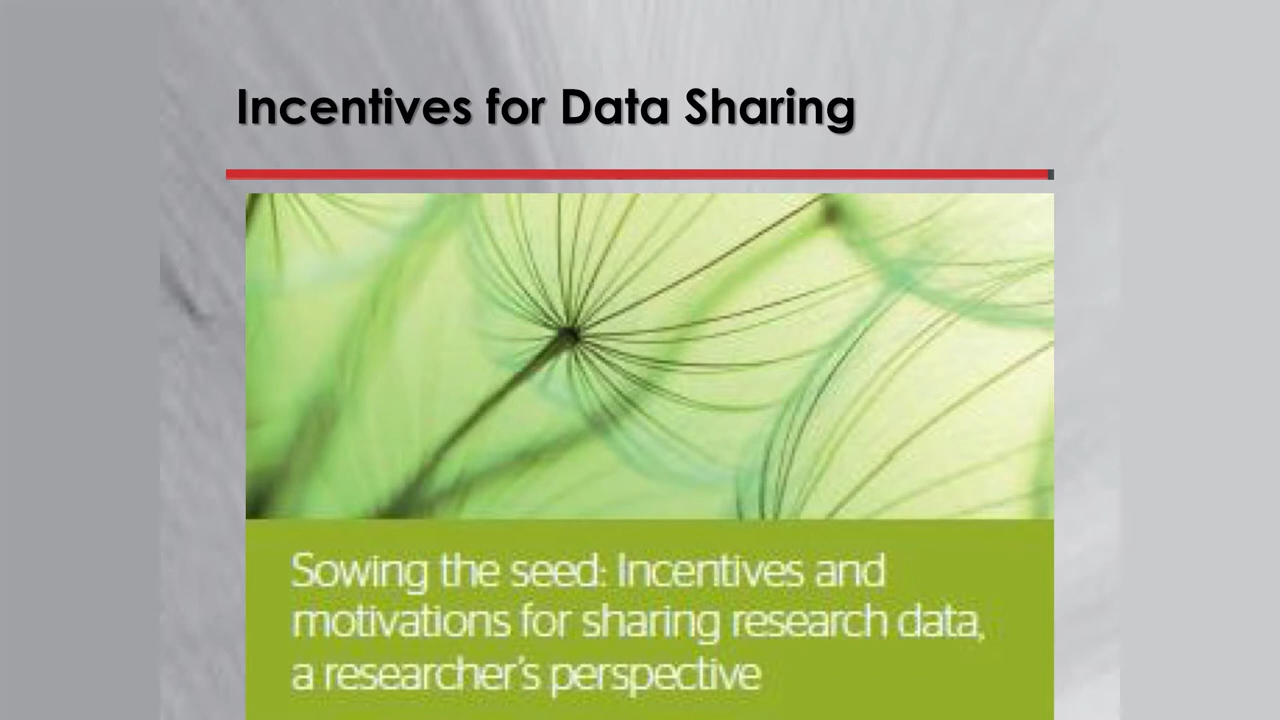 Incentives for Data Sharing
Sowing the seed: Incentives and
motivations for sharing research data,
a researcher's perspective